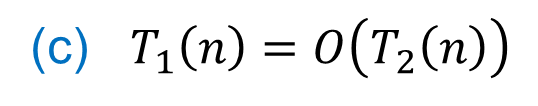 (c) T₁(n) = O(T₂(n))